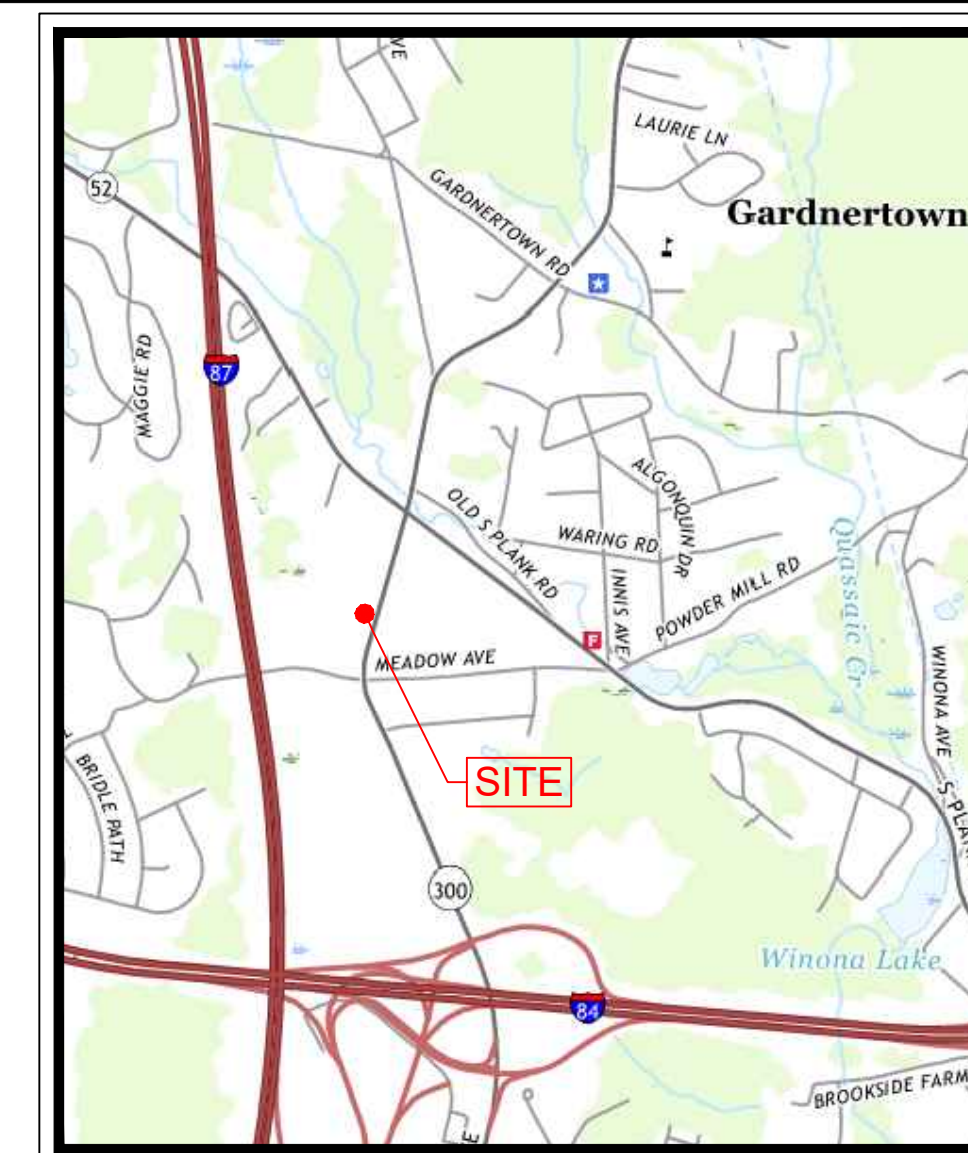 VE
LAURIE LN
52
GARDNERTOWN RD
Gardnertown
MAGGIE RD
87
ALGONQUIN DR
OLD S PLANK RD
WARING RD
INNIS AVE
POWDER MILL RD
Quassaic Cr
F
MEADOW AVE
WINONA AVE
BRIDLE PATH
SITE
S PLAN
300
Winona Lake
84
BROOKSIDE FARM
E